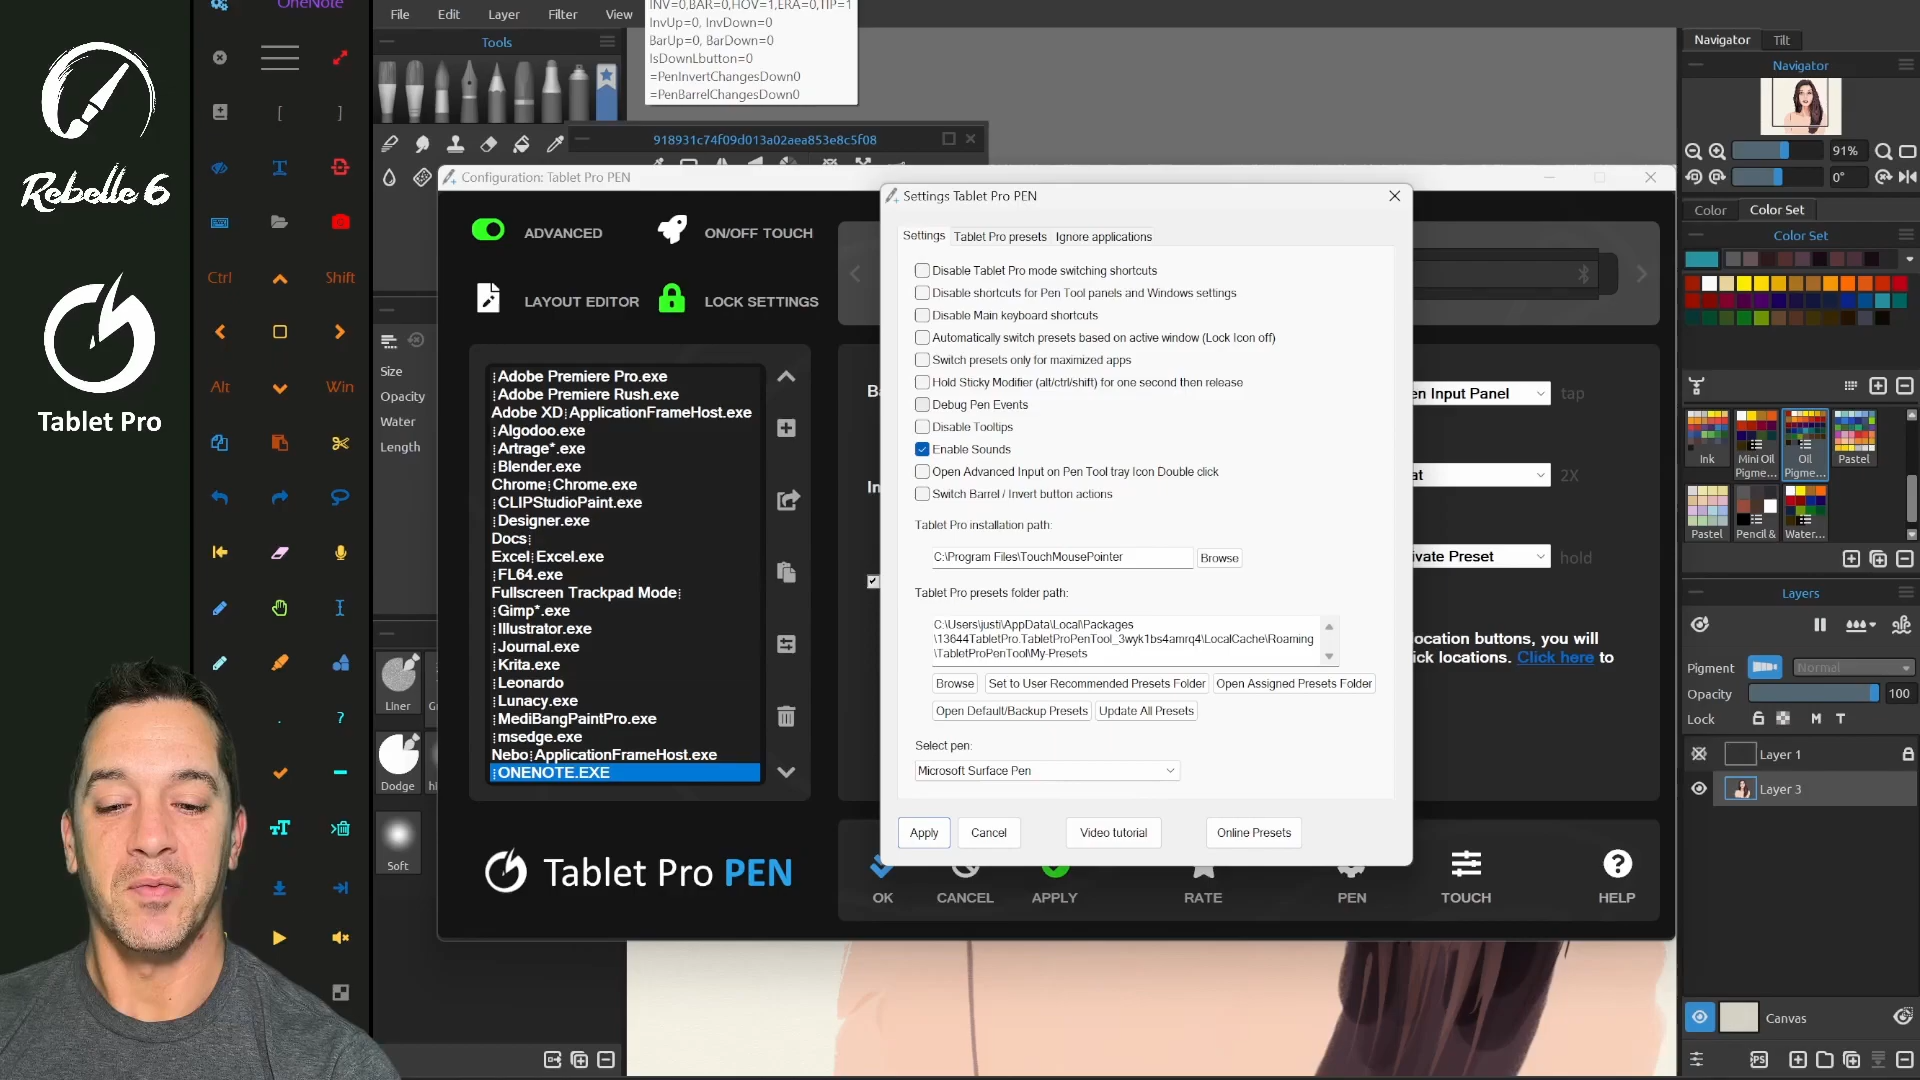 Rebelle 6
Tablet Pro
OneNote
[
]
Ctrl
Shift
Alt
Win
.
?
T
File
Edit
Layer
Filter
View
Tools
INV=0,BAR=0,HOV=1,ERA=0,TIP=1
InvUp=0, InvDown=0
BarUp=0, BarDown=0
IsDownLbutton=0
=PenInvertChangesDown0
=PenBarrelChangesDown0
918931c74f09d013a02aea853e8c5f08
Size
Opacity
Water
Length
Liner
Dodge
Soft
Configuration: Tablet Pro PEN
ADVANCED
ON/OFF TOUCH
LAYOUT EDITOR
LOCK SETTINGS
¦Adobe Premiere Pro.exe
¦Adobe Premiere Rush.exe
Adobe XD¦ApplicationFrameHost.exe
¦Algodoo.exe
¦Artrage*.exe
¦Blender.exe
Chrome¦Chrome.exe
¦CLIPStudioPaint.exe
¦Designer.exe
Docs¦
Excel¦Excel.exe
¦FL64.exe
Fullscreen Trackpad Mode¦
¦Gimp*.exe
¦Illustrator.exe
¦Journal.exe
¦Krita.exe
¦Leonardo
¦Lunacy.exe
¦MediBangPaintPro.exe
¦msedge.exe
Nebo¦ApplicationFrameHost.exe
¦ONENOTE.EXE
Tablet Pro PEN
OK
CANCEL
APPLY
RATE
PEN
TOUCH
HELP
Ba
In
en Input Panel
tap
at
2X
ivate Preset
hold
location buttons, you will
ick locations. Click here to
Settings Tablet Pro PEN
Settings
Tablet Pro presets
Ignore applications
Disable Tablet Pro mode switching shortcuts
Disable shortcuts for Pen Tool panels and Windows settings
Disable Main keyboard shortcuts
Automatically switch presets based on active window (Lock Icon off)
Switch presets only for maximized apps
Hold Sticky Modifier (alt/ctrl/shift) for one second then release
Debug Pen Events
Disable Tooltips
Enable Sounds
Open Advanced Input on Pen Tool tray Icon Double click
Switch Barrel / Invert button actions
Tablet Pro installation path:
C:\Program Files\TouchMousePointer
Browse
Tablet Pro presets folder path:
C:\Users\justi\AppData\Local\Packages
\13644TabletPro.TabletProPenTool_3wyk1bs4amrq4\LocalCache\Roaming
\TabletProPenTool\My-Presets
Browse
Set to User Recommended Presets Folder
Open Assigned Presets Folder
Open Default/Backup Presets
Update All Presets
Select pen:
Microsoft Surface Pen
Apply
Cancel
Video tutorial
Online Presets
Navigator
Tilt
Navigator
91%
0°
Color
Color Set
Color Set
Ink
Mini Oil
Pigme...
Oil
Pigme...
Pastel
Pastel
Pencil &
Water...
Layers
Pigment
Normal
Opacity
100
Lock
M
T
Layer 1
Layer 3
Canvas
PS